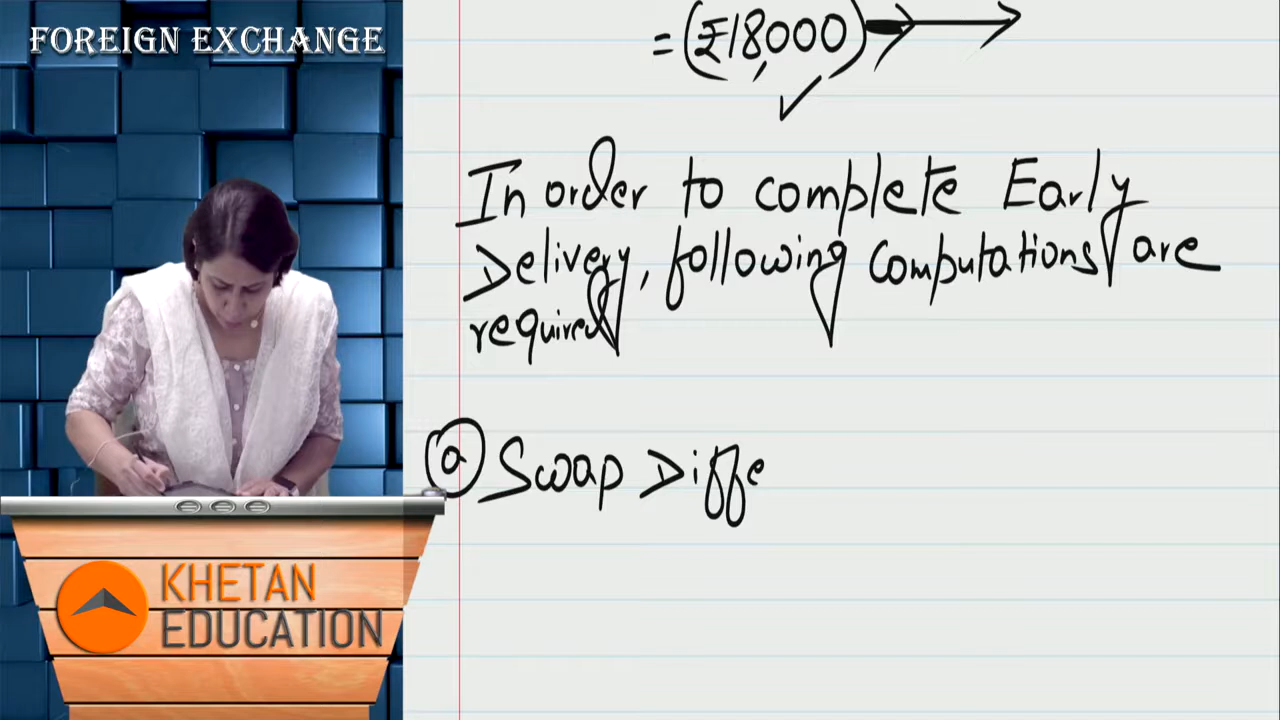 FOREIGN EXCHANGE
= (₹18,000)
In order to complete Early
Delivery, following computations are
required
(a) Swap Diffe
KHETAN
EDUCATION